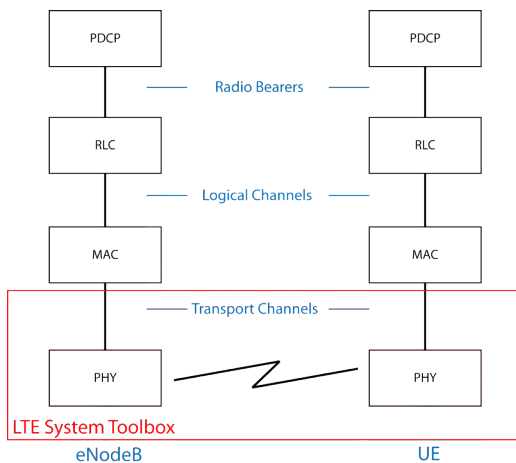 PDCP PDCP
Radio Bearers
RLC RLC
Logical Channels
MAC MAC
Transport Channels
PHY PHY
LTE System Toolbox
eNodeB UE